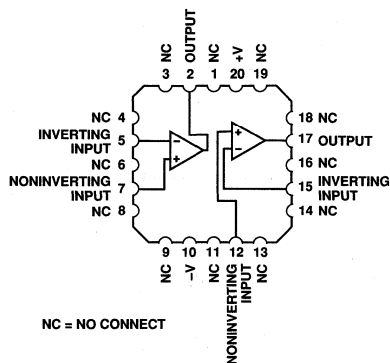 NC
OUTPUT
NC
+V
NC
3
2
1
20
19
NC 4
INVERTING
INPUT
5
NC 6
NONINVERTING
INPUT
7
NC 8
18 NC
17 OUTPUT
16 NC
15 INVERTING
INPUT
14 NC
−
+
+
−
9
10
11
12
13
NC
−V
NC
NONINVERTING
INPUT
NC
NC = NO CONNECT